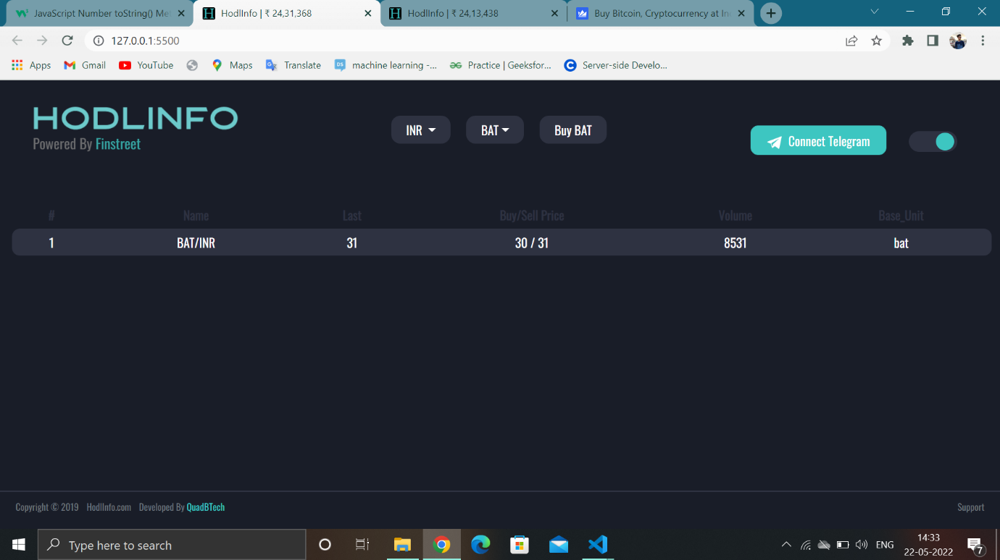 JavaScript Number toString() Me
HodlInfo | ₹ 24,31,368
HodlInfo | ₹ 24,13,438
Buy Bitcoin, Cryptocurrency at In
127.0.0.1:5500
Apps
Gmail
YouTube
Maps
Translate
machine learning -...
Practice | Geeksfor...
Server-side Develo...
HODLINFO
Powered By Finstreet
INR
BAT
Buy BAT
Connect Telegram
# Name Last Buy/Sell Price Volume Base_Unit
1 BAT/INR 31 30 / 31 8531 bat
Copyright © 2019 HodlInfo.com Developed By QuadBTech
Support
Type here to search
ENG
14:33
22-05-2022
7